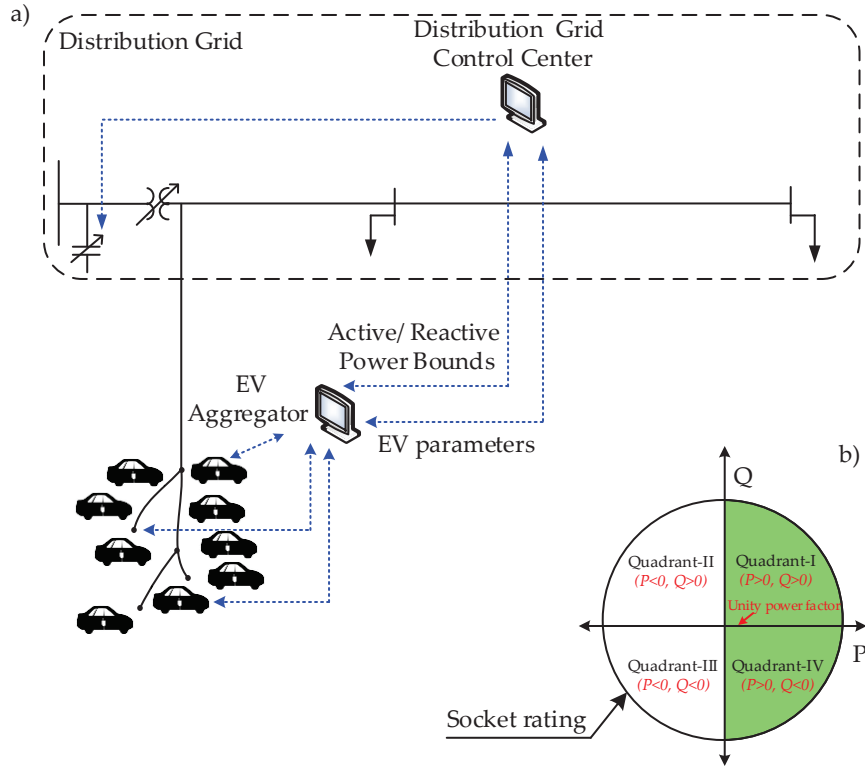 a)
Distribution Grid
Distribution Grid
Control Center
Active/ Reactive
Power Bounds
EV
Aggregator
EV parameters
b)
Q
Quadrant-II
(P<0, Q>0)
Quadrant-I
(P>0, Q>0)
Unity power factor
P
Quadrant-III
(P<0, Q<0)
Quadrant-IV
(P>0, Q<0)
Socket rating